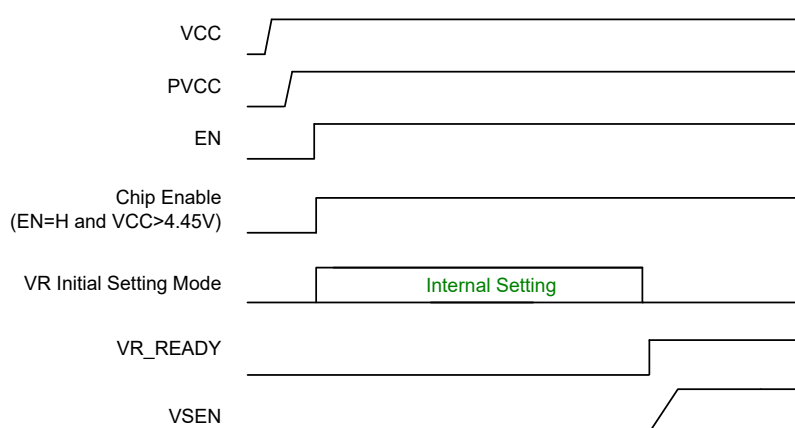 VCC
PVCC
EN
Chip Enable
(EN=H and VCC>4.45V)
VR Initial Setting Mode
Internal Setting
VR_READY
VSEN